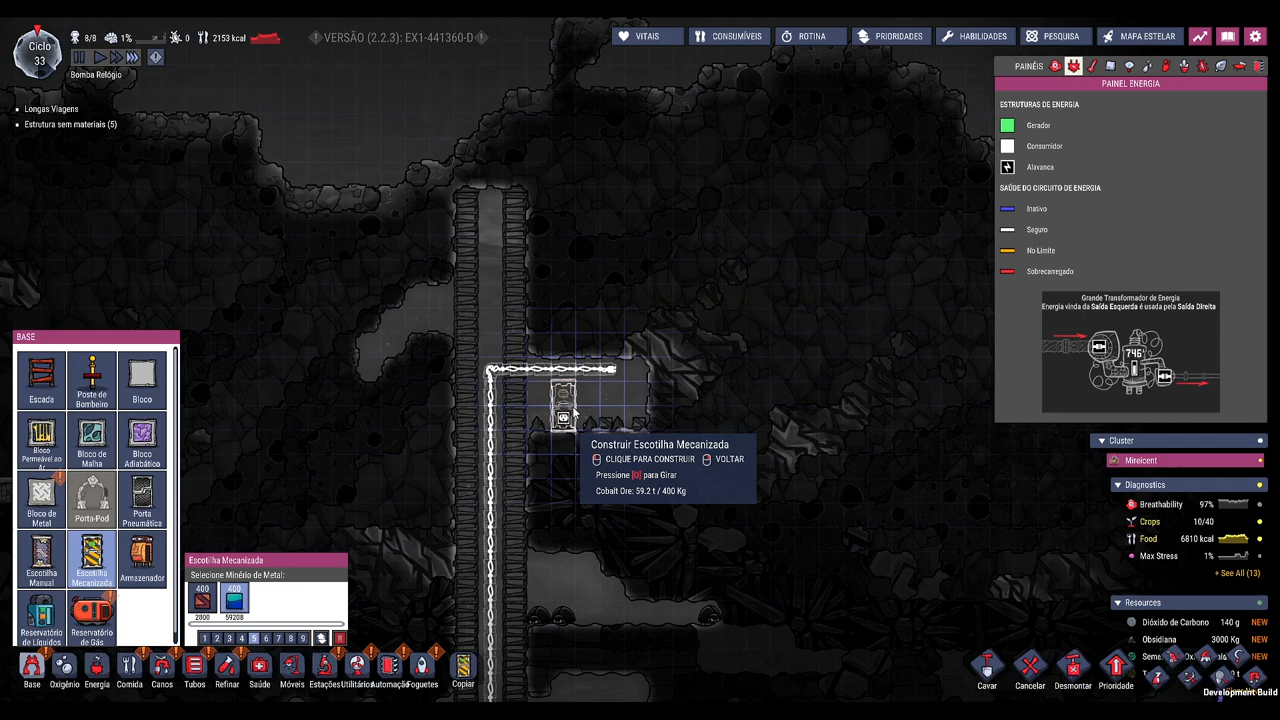 Ciclo
33
8/8
1%
0
2153 kcal
VERSÃO (2.2.3): EX1-441360-D
Bomba Relógio
Longas Viagens
Estrutura sem materiais (5)
VITAIS
CONSUMÍVEIS
ROTINA
PRIORIDADES
HABILIDADES
PESQUISA
MAPA ESTELAR
PAINÉIS
PAINEL ENERGIA
ESTRUTURAS DE ENERGIA
Gerador
Consumidor
Alavanca
SAÚDE DO CIRCUITO DE ENERGIA
Inativo
Seguro
No Limite
Sobrecarregado
Grande Transformador de Energia
Energia vinda da Saída Esquerda é usada pela Saída Direita
Construir Escotilha Mecanizada
CLIQUE PARA CONSTRUIR
VOLTAR
Pressione [O] para Girar
Cobalt Ore: 59.2 t / 400 Kg
BASE
Escada
Poste de Bombeiro
Bloco
Bloco Permeável ao Ar
Bloco de Malha
Bloco Adiabático
Bloco de Metal
Porta-Pod
Porta Pneumática
Escotilha Manual
Escotilha Mecanizada
Armazenador
Reservatório de Líquidos
Reservatório de Gás
Escotilha Mecanizada
Selecione Minério de Metal:
400
400
2800
59208
1 2 3 4 5 6 7 8 9
Cluster
Mireicent
Diagnostics
Breathability 97%
Crops 10/40
Food 6810 kcal
Max Stress 1%
See All (13)
Resources
Dióxido de Carbono
NEW
Obsidiana 3000 Kg NEW
NEW
Base
Oxigênio
Energia
Comida
Canos
Tubos
Refinar
Saúde
Móveis
Estações
Utilitários
Automação
Foguetes
Copiar
Cavar
Cancelar
Desmontar
Prioridade
Development Build